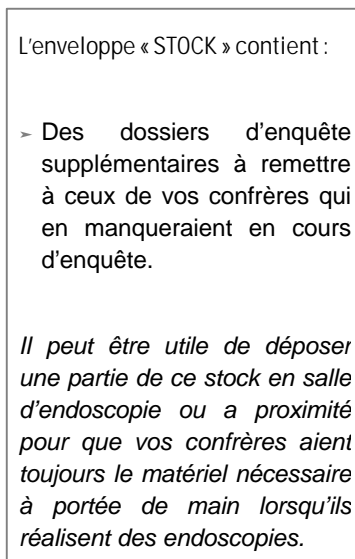 L'enveloppe « STOCK » contient :
➢ Des dossiers d'enquête
supplémentaires à remettre
à ceux de vos confrères qui
en manqueraient en cours
d'enquête.
Il peut être utile de déposer
une partie de ce stock en salle
d'endoscopie ou a proximité
pour que vos confrères aient
toujours le matériel nécessaire
à portée de main lorsqu'ils
réalisent des endoscopies.